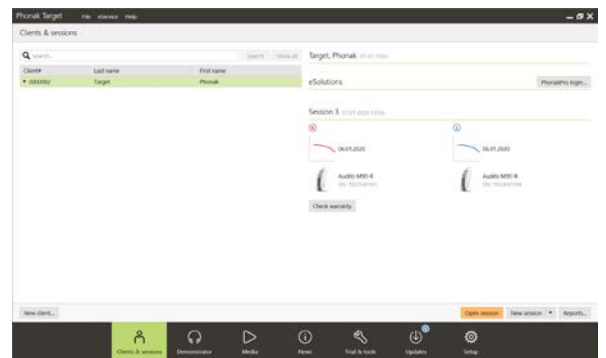 Phonak Target File eService Help
Clients & sessions
Search... Search Show all
Client# Last name First name
0000002 Target Phonak
Target, Phonak
eSolutions PhonakPro login...
Session 3
R L
06.01.2020 06.01.2020
Audéo M90-R Audéo M90-R
Check warranty
New client... Open session New session Reports...
Clients & sessions Demonstrator Media News Trial & tools Updates Setup